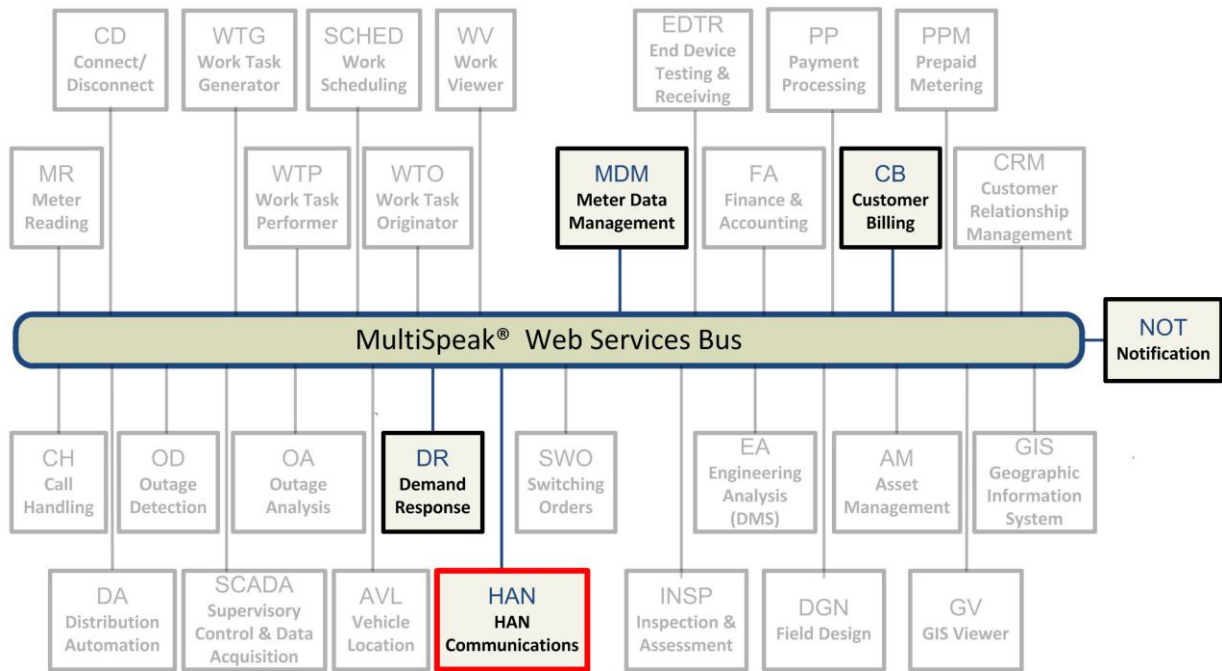 CD
Connect/
Disconnect
WTG
Work Task
Generator
SCHED
Work
Scheduling
WV
Work
Viewer
EDTR
End Device
Testing &
Receiving
PP
Payment
Processing
PPM
Prepaid
Metering
MR
Meter
Reading
WTP
Work Task
Performer
WTO
Work Task
Originator
MDM
Meter Data
Management
FA
Finance &
Accounting
CB
Customer
Billing
CRM
Customer
Relationship
Management
MultiSpeak® Web Services Bus
NOT
Notification
CH
Call
Handling
OD
Outage
Detection
OA
Outage
Analysis
DR
Demand
Response
SWO
Switching
Orders
EA
Engineering
Analysis
(DMS)
AM
Asset
Management
GIS
Geographic
Information
System
DA
Distribution
Automation
SCADA
Supervisory
Control & Data
Acquisition
AVL
Vehicle
Location
HAN
HAN
Communications
INSP
Inspection &
Assessment
DGN
Field Design
GV
GIS Viewer